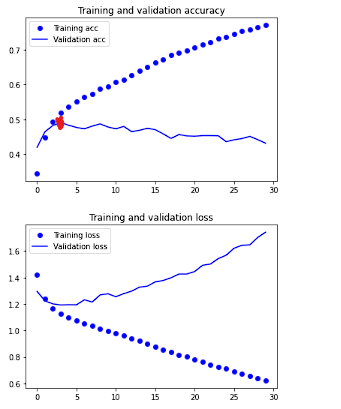 Training and validation accuracy
Training acc
Validation acc
0.7
0.6
0.5
0.4
0 5 10 15 20 25 30
Training and validation loss
Training loss
Validation loss
1.6
1.4
1.2
1.0
0.8
0.6
0 5 10 15 20 25 30